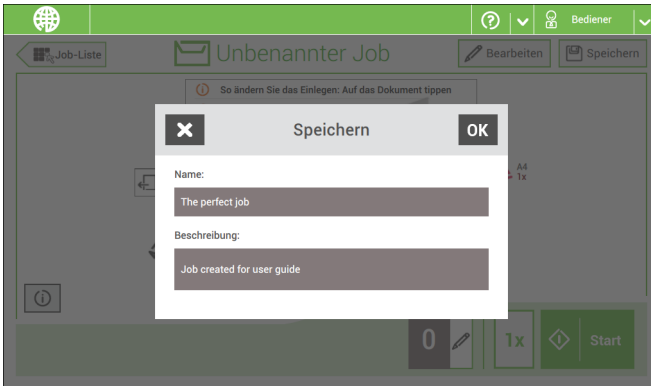 Bediener
Job-Liste
Unbenannter Job
Bearbeiten
Speichern
So ändern Sie das Einlegen: Auf das Dokument tippen
Speichern
OK
A4
1x
Name:
The perfect job
Beschreibung:
Job created for user guide
0
1x
Start